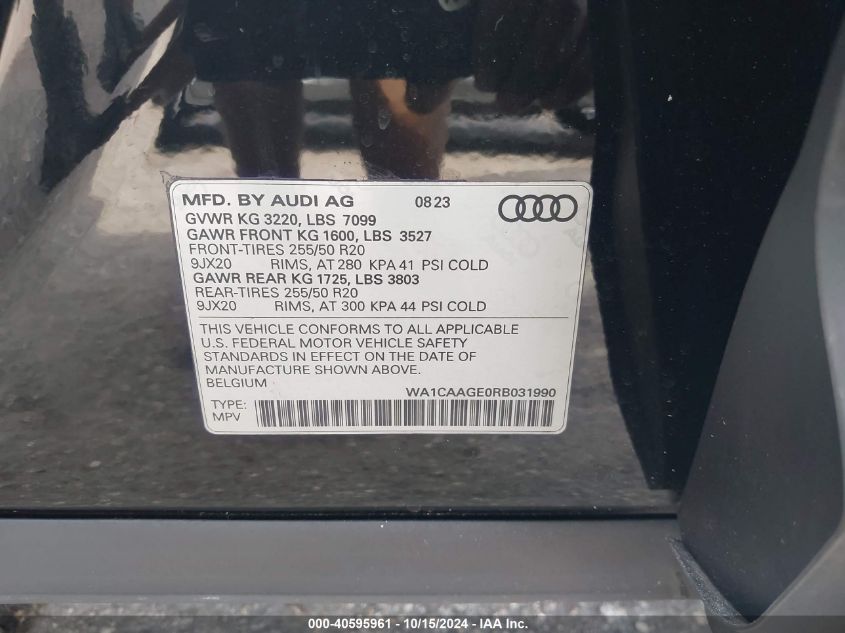 MFD. BY AUDI AG 0823
GVWR KG 3220, LBS 7099
GAWR FRONT KG 1600, LBS 3527
FRONT-TIRES 255/50 R20
9JX20 RIMS, AT 280 KPA 41 PSI COLD
GAWR REAR KG 1725, LBS 3803
REAR-TIRES 255/50 R20
9JX20 RIMS, AT 300 KPA 44 PSI COLD
THIS VEHICLE CONFORMS TO ALL APPLICABLE
U.S. FEDERAL MOTOR VEHICLE SAFETY
STANDARDS IN EFFECT ON THE DATE OF
MANUFACTURE SHOWN ABOVE.
BELGIUM
WA1CAAGE0RB031990
TYPE:
MPV
000-40595961 - 10/15/2024 - IAA Inc.